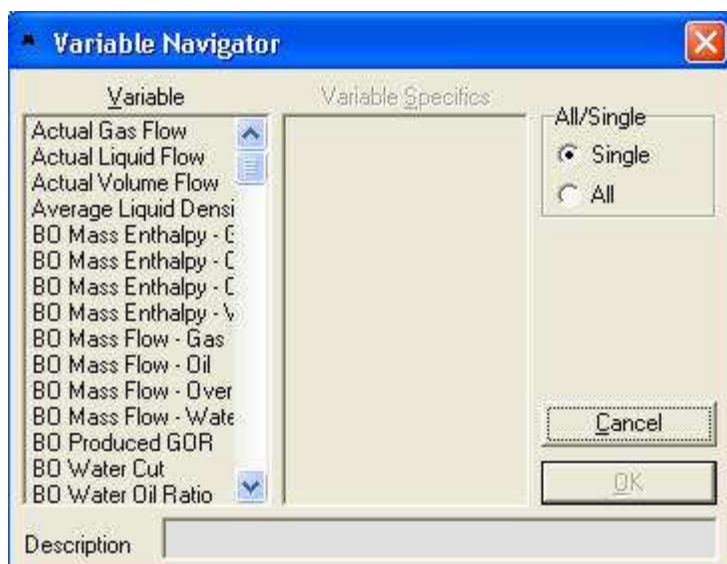 Variable Navigator
Variable
Variable Specifics
Actual Gas Flow
Actual Liquid Flow
Actual Volume Flow
Average Liquid Densi
BO Mass Enthalpy - 
BO Mass Enthalpy - 
BO Mass Enthalpy - 
BO Mass Enthalpy - 
BO Mass Flow - Gas
BO Mass Flow - Oil
BO Mass Flow - Over
BO Mass Flow - Wate
BO Produced GOR
BO Water Cut
BO Water Oil Ratio
All/Single
Single
All
Cancel
OK
Description